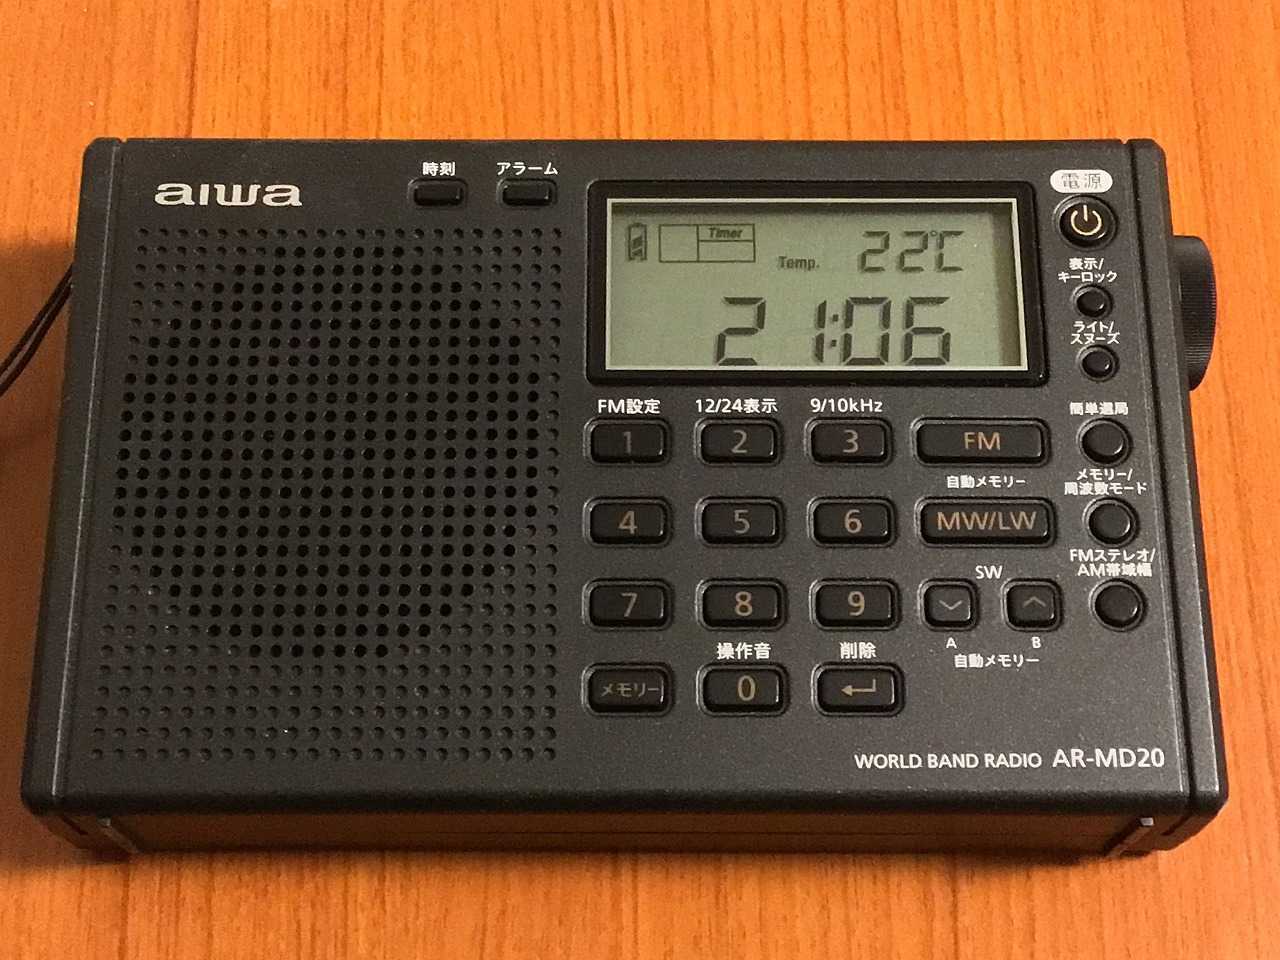 aiwa
時刻
アラーム
電源
Timer
Temp.
22℃
21:06
表示/
キーロック
ライト/
スヌーズ
FM設定
12/24表示
9/10kHz
簡単選局
1
2
3
FM
自動メモリー
メモリー/
周波数モード
4
5
6
MW/LW
FMステレオ/
AM帯域幅
SW
7
8
9
A
B
自動メモリー
操作音
削除
メモリー
0
WORLD BAND RADIO AR-MD20